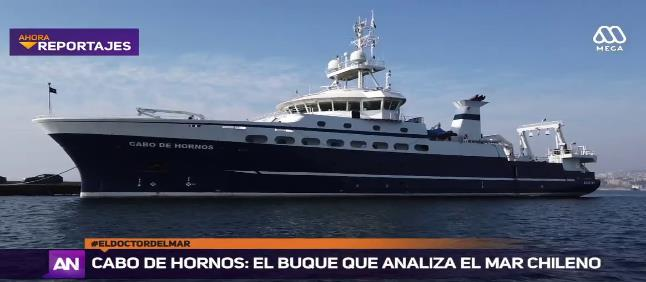 AHORA
REPORTAJES
MEGA
CABO DE HORNOS
#ELDOCTORDELMAR
AN
CABO DE HORNOS: EL BUQUE QUE ANALIZA EL MAR CHILENO